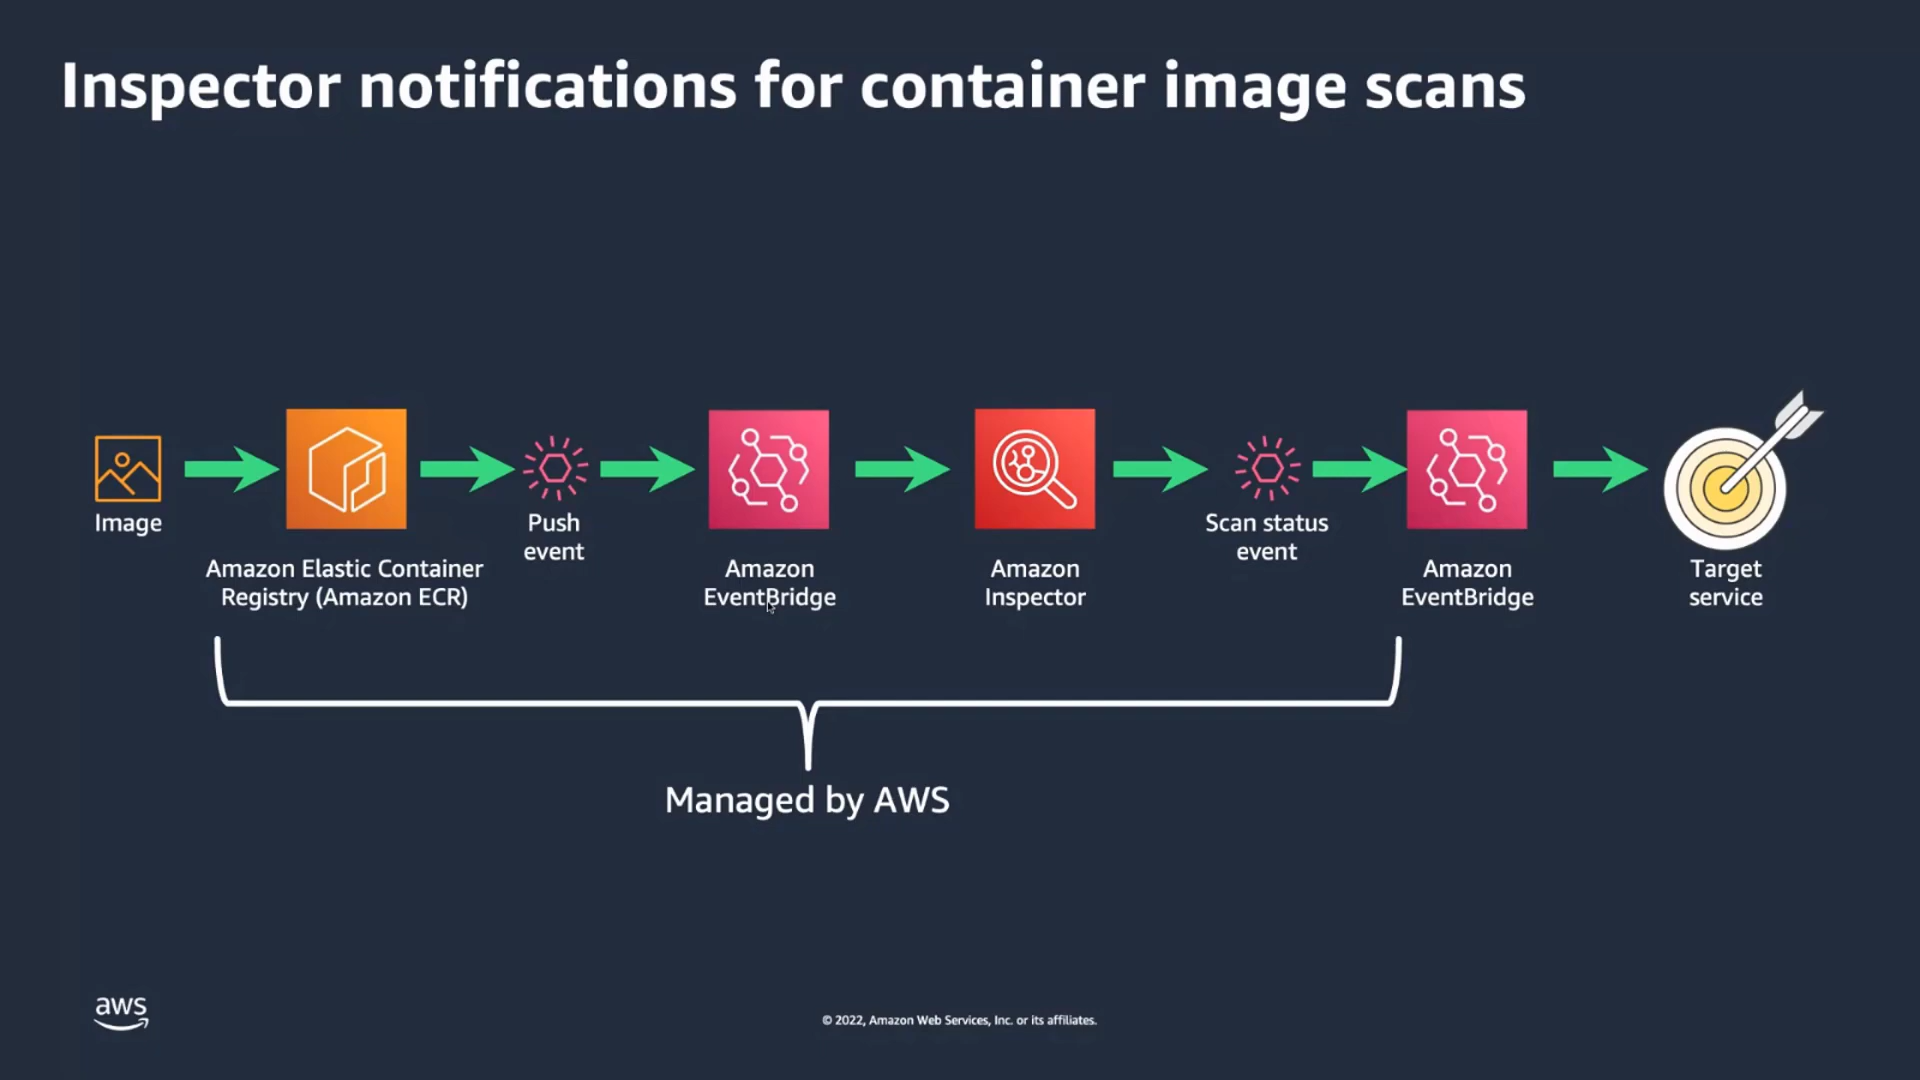 Inspector notifications for container image scans
Image
Amazon Elastic Container
Registry (Amazon ECR)
Push
event
Amazon
EventBridge
Amazon
Inspector
Scan status
event
Amazon
EventBridge
Target
service
Managed by AWS
aws
© 2022, Amazon Web Services, Inc. or its affiliates.